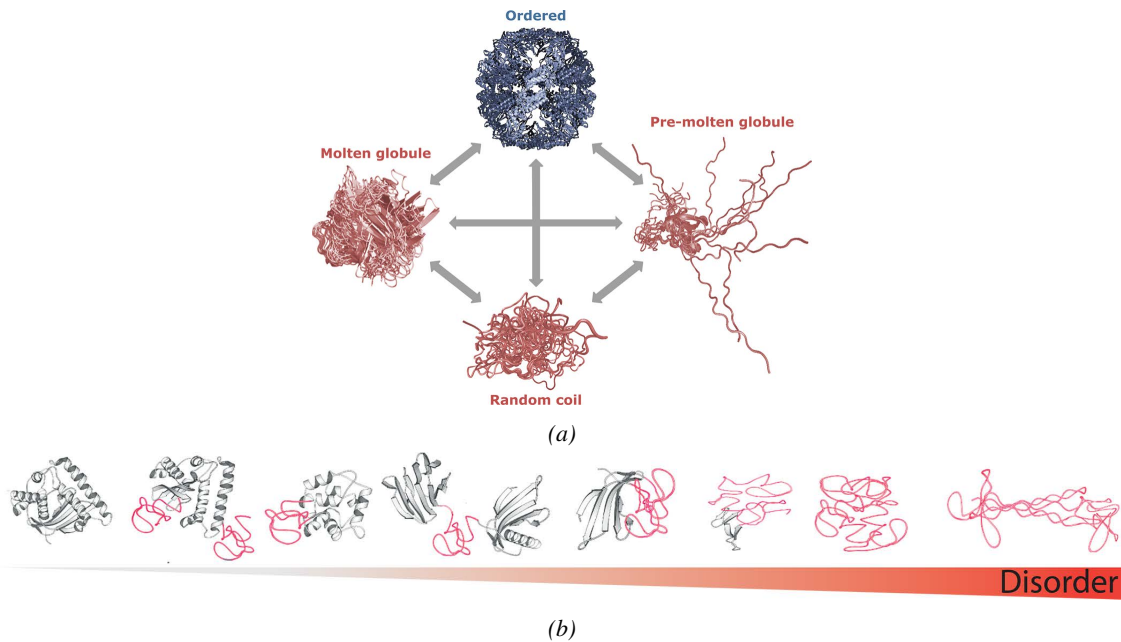 Ordered
Pre-molten globule
Molten globule
Random coil
(a)
Disorder
(b)